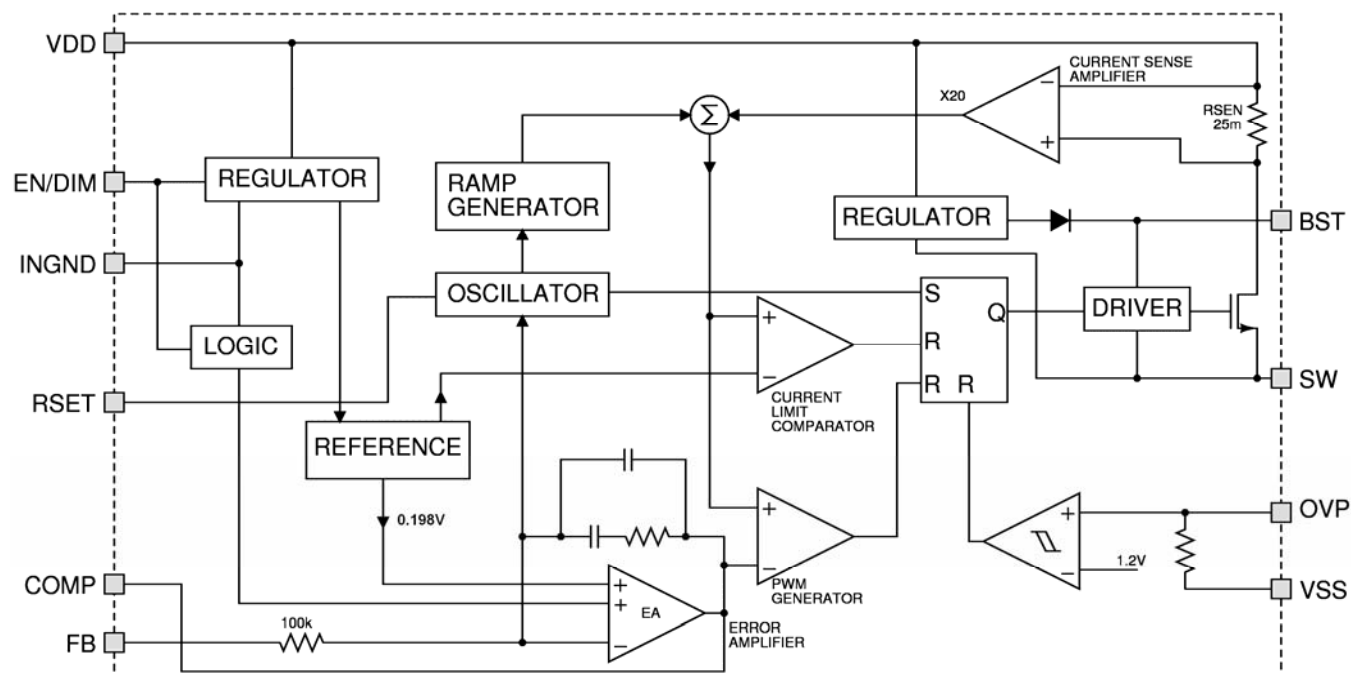 VDD
CURRENT SENSE
AMPLIFIER
X20
−
+
RSEN
25m
Σ
EN/DIM
REGULATOR
RAMP
GENERATOR
REGULATOR
BST
INGND
OSCILLATOR
S
Q
DRIVER
LOGIC
+
−
R
R
R
SW
RSET
CURRENT
LIMIT
COMPARATOR
REFERENCE
0.198V
+
−
PWM
GENERATOR
+
−
1.2V
OVP
VSS
COMP
+
+
−
EA
ERROR
AMPLIFIER
100k
FB